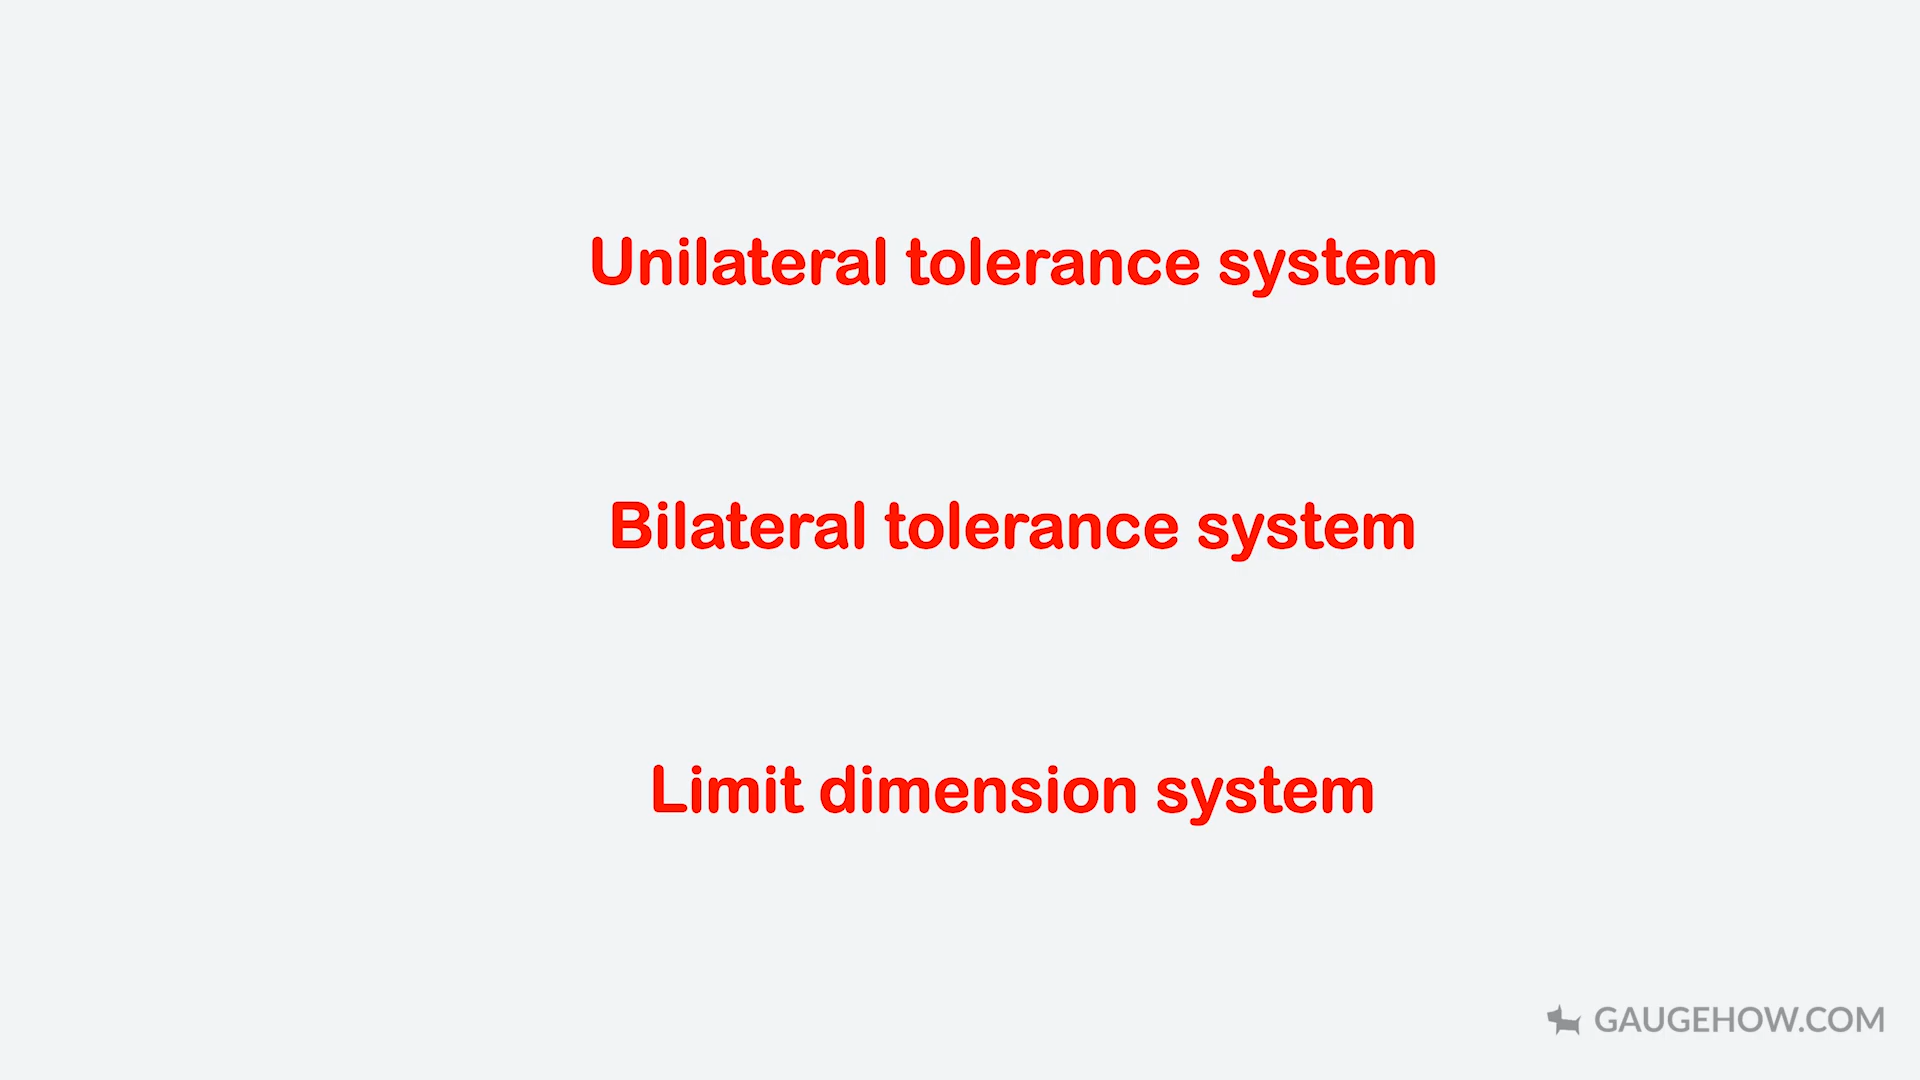 Unilateral tolerance system
Bilateral tolerance system
Limit dimension system
GAUGEHOW.COM